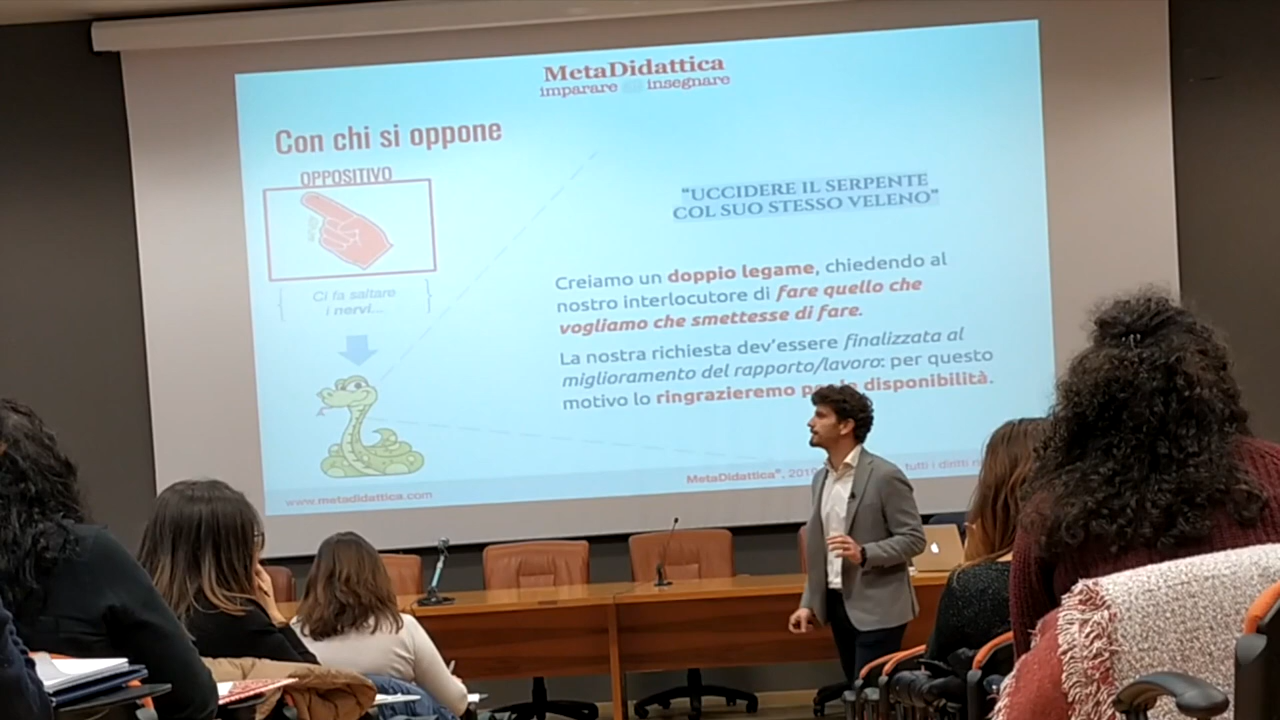 MetaDidattica
imparare insegnare
Con chi si oppone
OPPOSITIVO
Ci fa saltare
i nervi...
“UCCIDERE IL SERPENTE
COL SUO STESSO VELENO”
Creiamo un doppio legame, chiedendo al
nostro interlocutore di fare quello che
vogliamo che smettesse di fare.
La nostra richiesta dev’essere finalizzata al
miglioramento del rapporto/lavoro: per questo
motivo lo ringrazieremo disponibilità.
www.metadidattica.com
MetaDidattica®, 2019 tutti i diritti